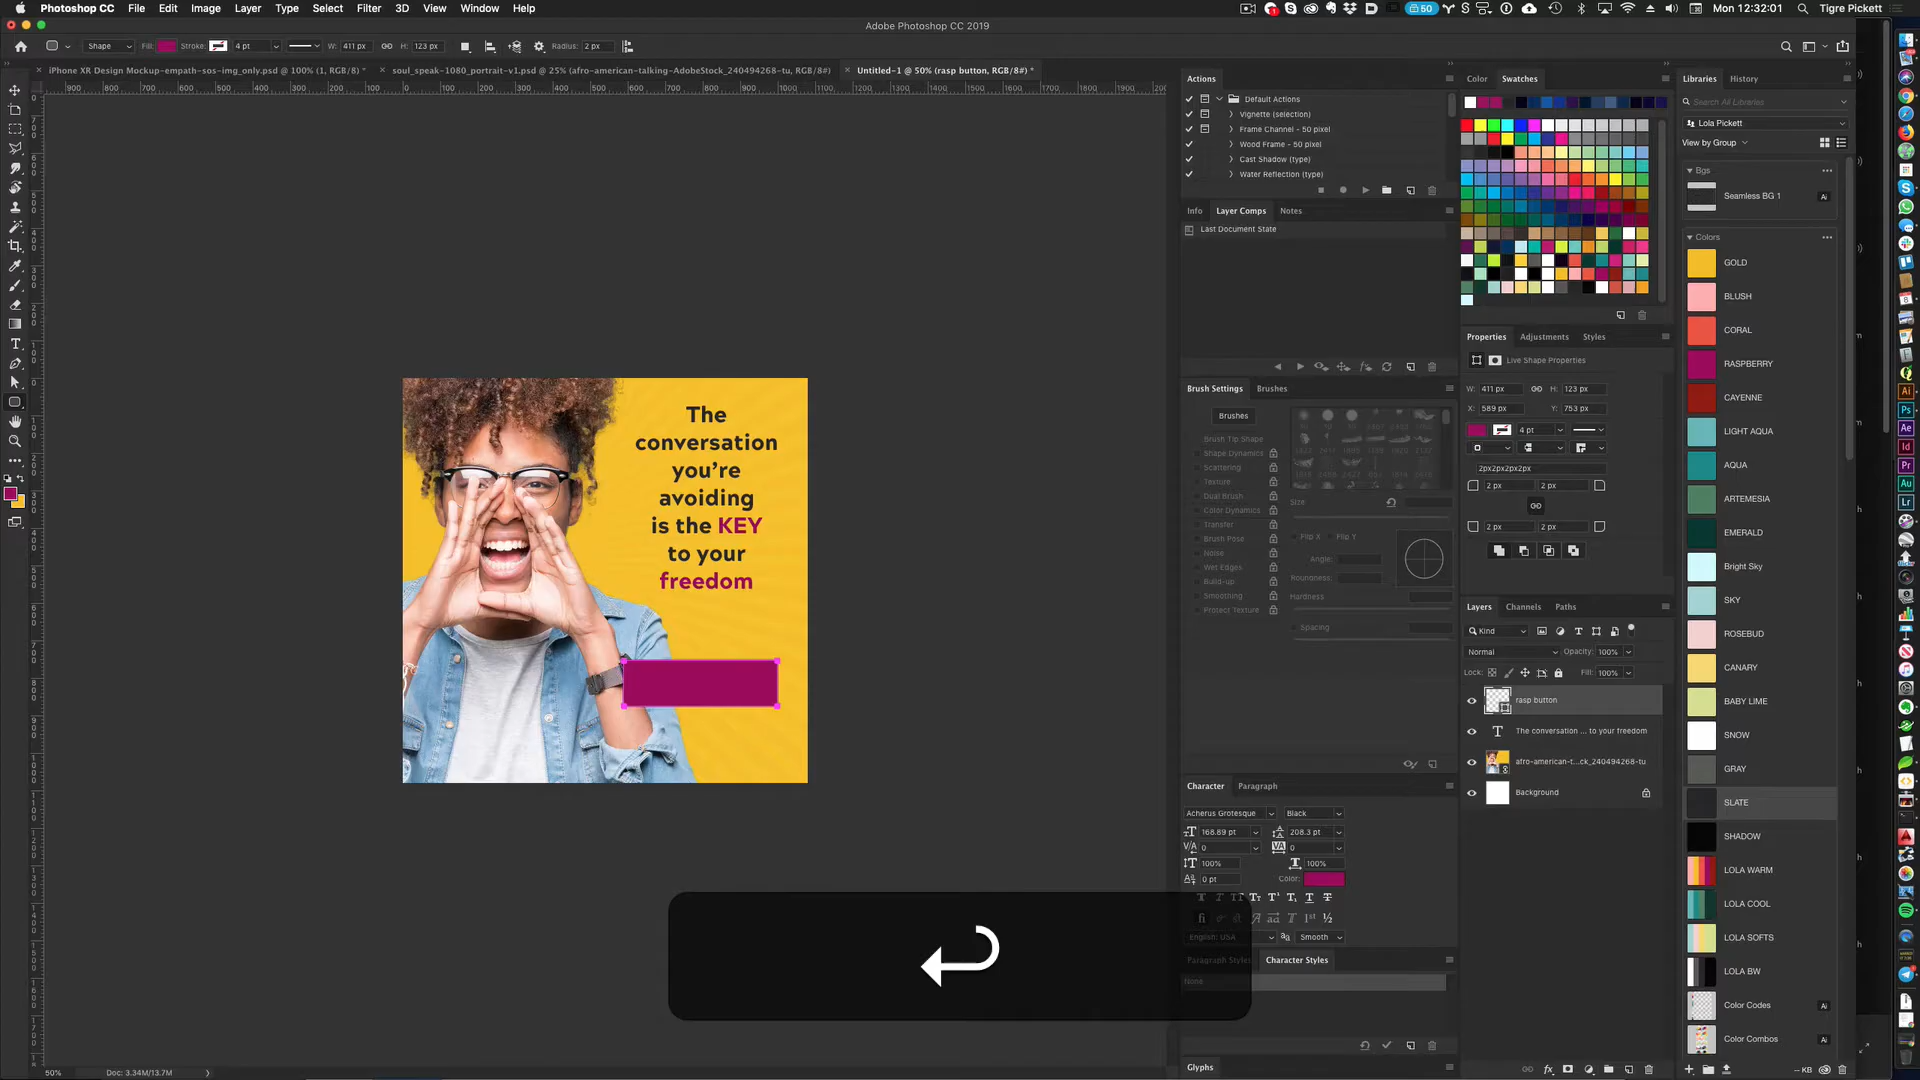 Photoshop CC File Edit Image Layer Type Select Filter 3D View Window Help
50
Mon 12:32:01
Tigre Pickett
Adobe Photoshop CC 2019
Shape
Fill:
Stroke:
4 pt
W: 411 px
H: 123 px
Radius: 2 px
iPhone XR Design Mockup-empath-sos-img_only.psd @ 100% (1, RGB/8) *
soul_speak-1080_portrait-v1.psd @ 25% (afro-american-talking-AdobeStock_240494268-tu, RGB/8#)
Untitled-1 @ 50% (rasp button, RGB/8#) *
The
conversation
you're
avoiding
is the KEY
to your
freedom
50%
Doc: 3.34M/13.7M
Actions
Default Actions
Vignette (selection)
Frame Channel - 50 pixel
Wood Frame - 50 pixel
Cast Shadow (type)
Water Reflection (type)
Info
Layer Comps
Notes
Last Document State
Brush Settings
Brushes
Brushes
Brush Tip Shape
Shape Dynamics
Scattering
Texture
Dual Brush
Color Dynamics
Transfer
Brush Pose
Noise
Wet Edges
Build-up
Smoothing
Protect Texture
Size
Flip X
Flip Y
Angle:
Roundness:
Hardness
Spacing
Character
Paragraph
Acherus Grotesque
Black
168.89 pt
208.3 pt
0
0
100%
100%
0 pt
Color:
English: USA
Smooth
Paragraph Styles
Character Styles
None
Glyphs
Color
Swatches
Properties
Adjustments
Styles
Live Shape Properties
W: 411 px
H: 123 px
X: 589 px
Y: 753 px
4 pt
2px2px2px2px
2 px
2 px
2 px
2 px
Layers
Channels
Paths
Kind
Normal
Opacity: 100%
Lock:
Fill: 100%
rasp button
The conversation ... to your freedom
afro-american-t...ck_240494268-tu
Background
Libraries
History
Search All Libraries
Lola Pickett
View by Group
Bgs
Seamless BG 1
Colors
GOLD
BLUSH
CORAL
RASPBERRY
CAYENNE
LIGHT AQUA
AQUA
ARTEMESIA
EMERALD
Bright Sky
SKY
ROSEBUD
CANARY
BABY LIME
SNOW
GRAY
SLATE
SHADOW
LOLA WARM
LOLA COOL
LOLA SOFTS
LOLA BW
Color Codes
Color Combos
-- KB